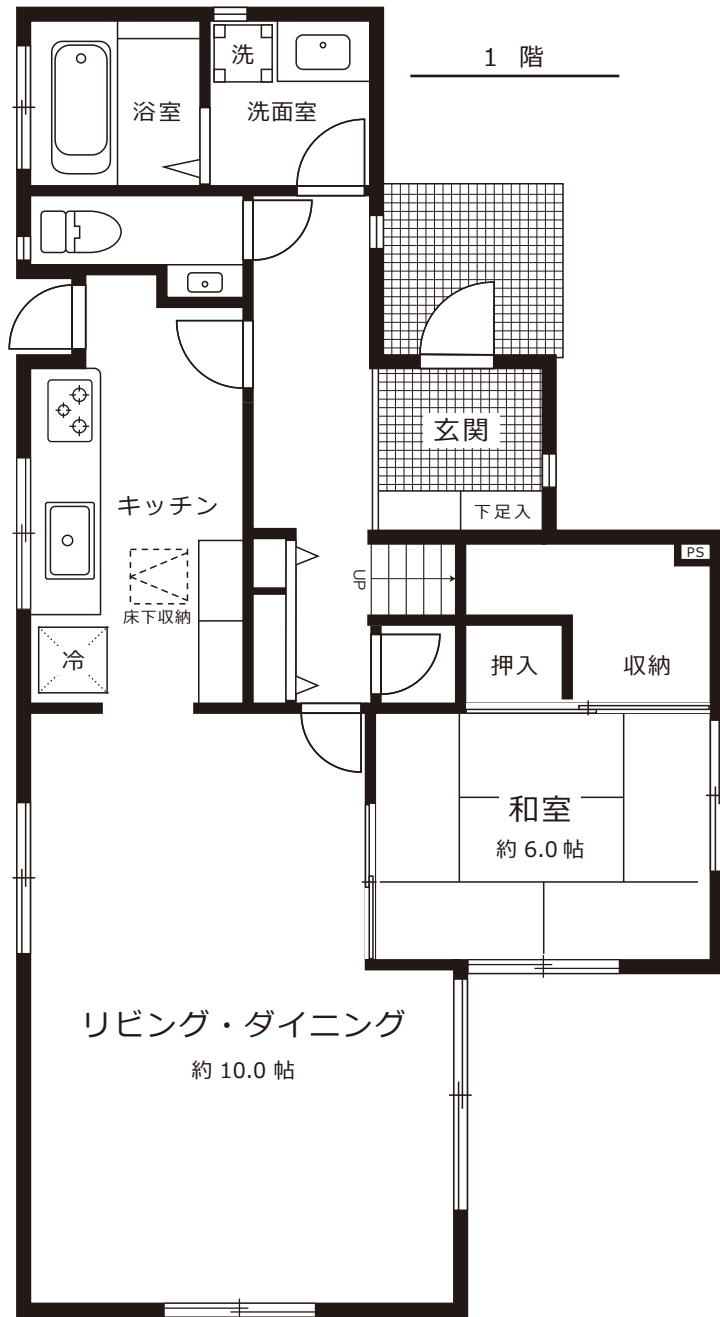 1 階
洗
浴室
洗面室
玄関
下足入
キッチン
床下収納
冷
UP
PS
押入
収納
和室
約 6.0 帖
リビング・ダイニング
約 10.0 帖